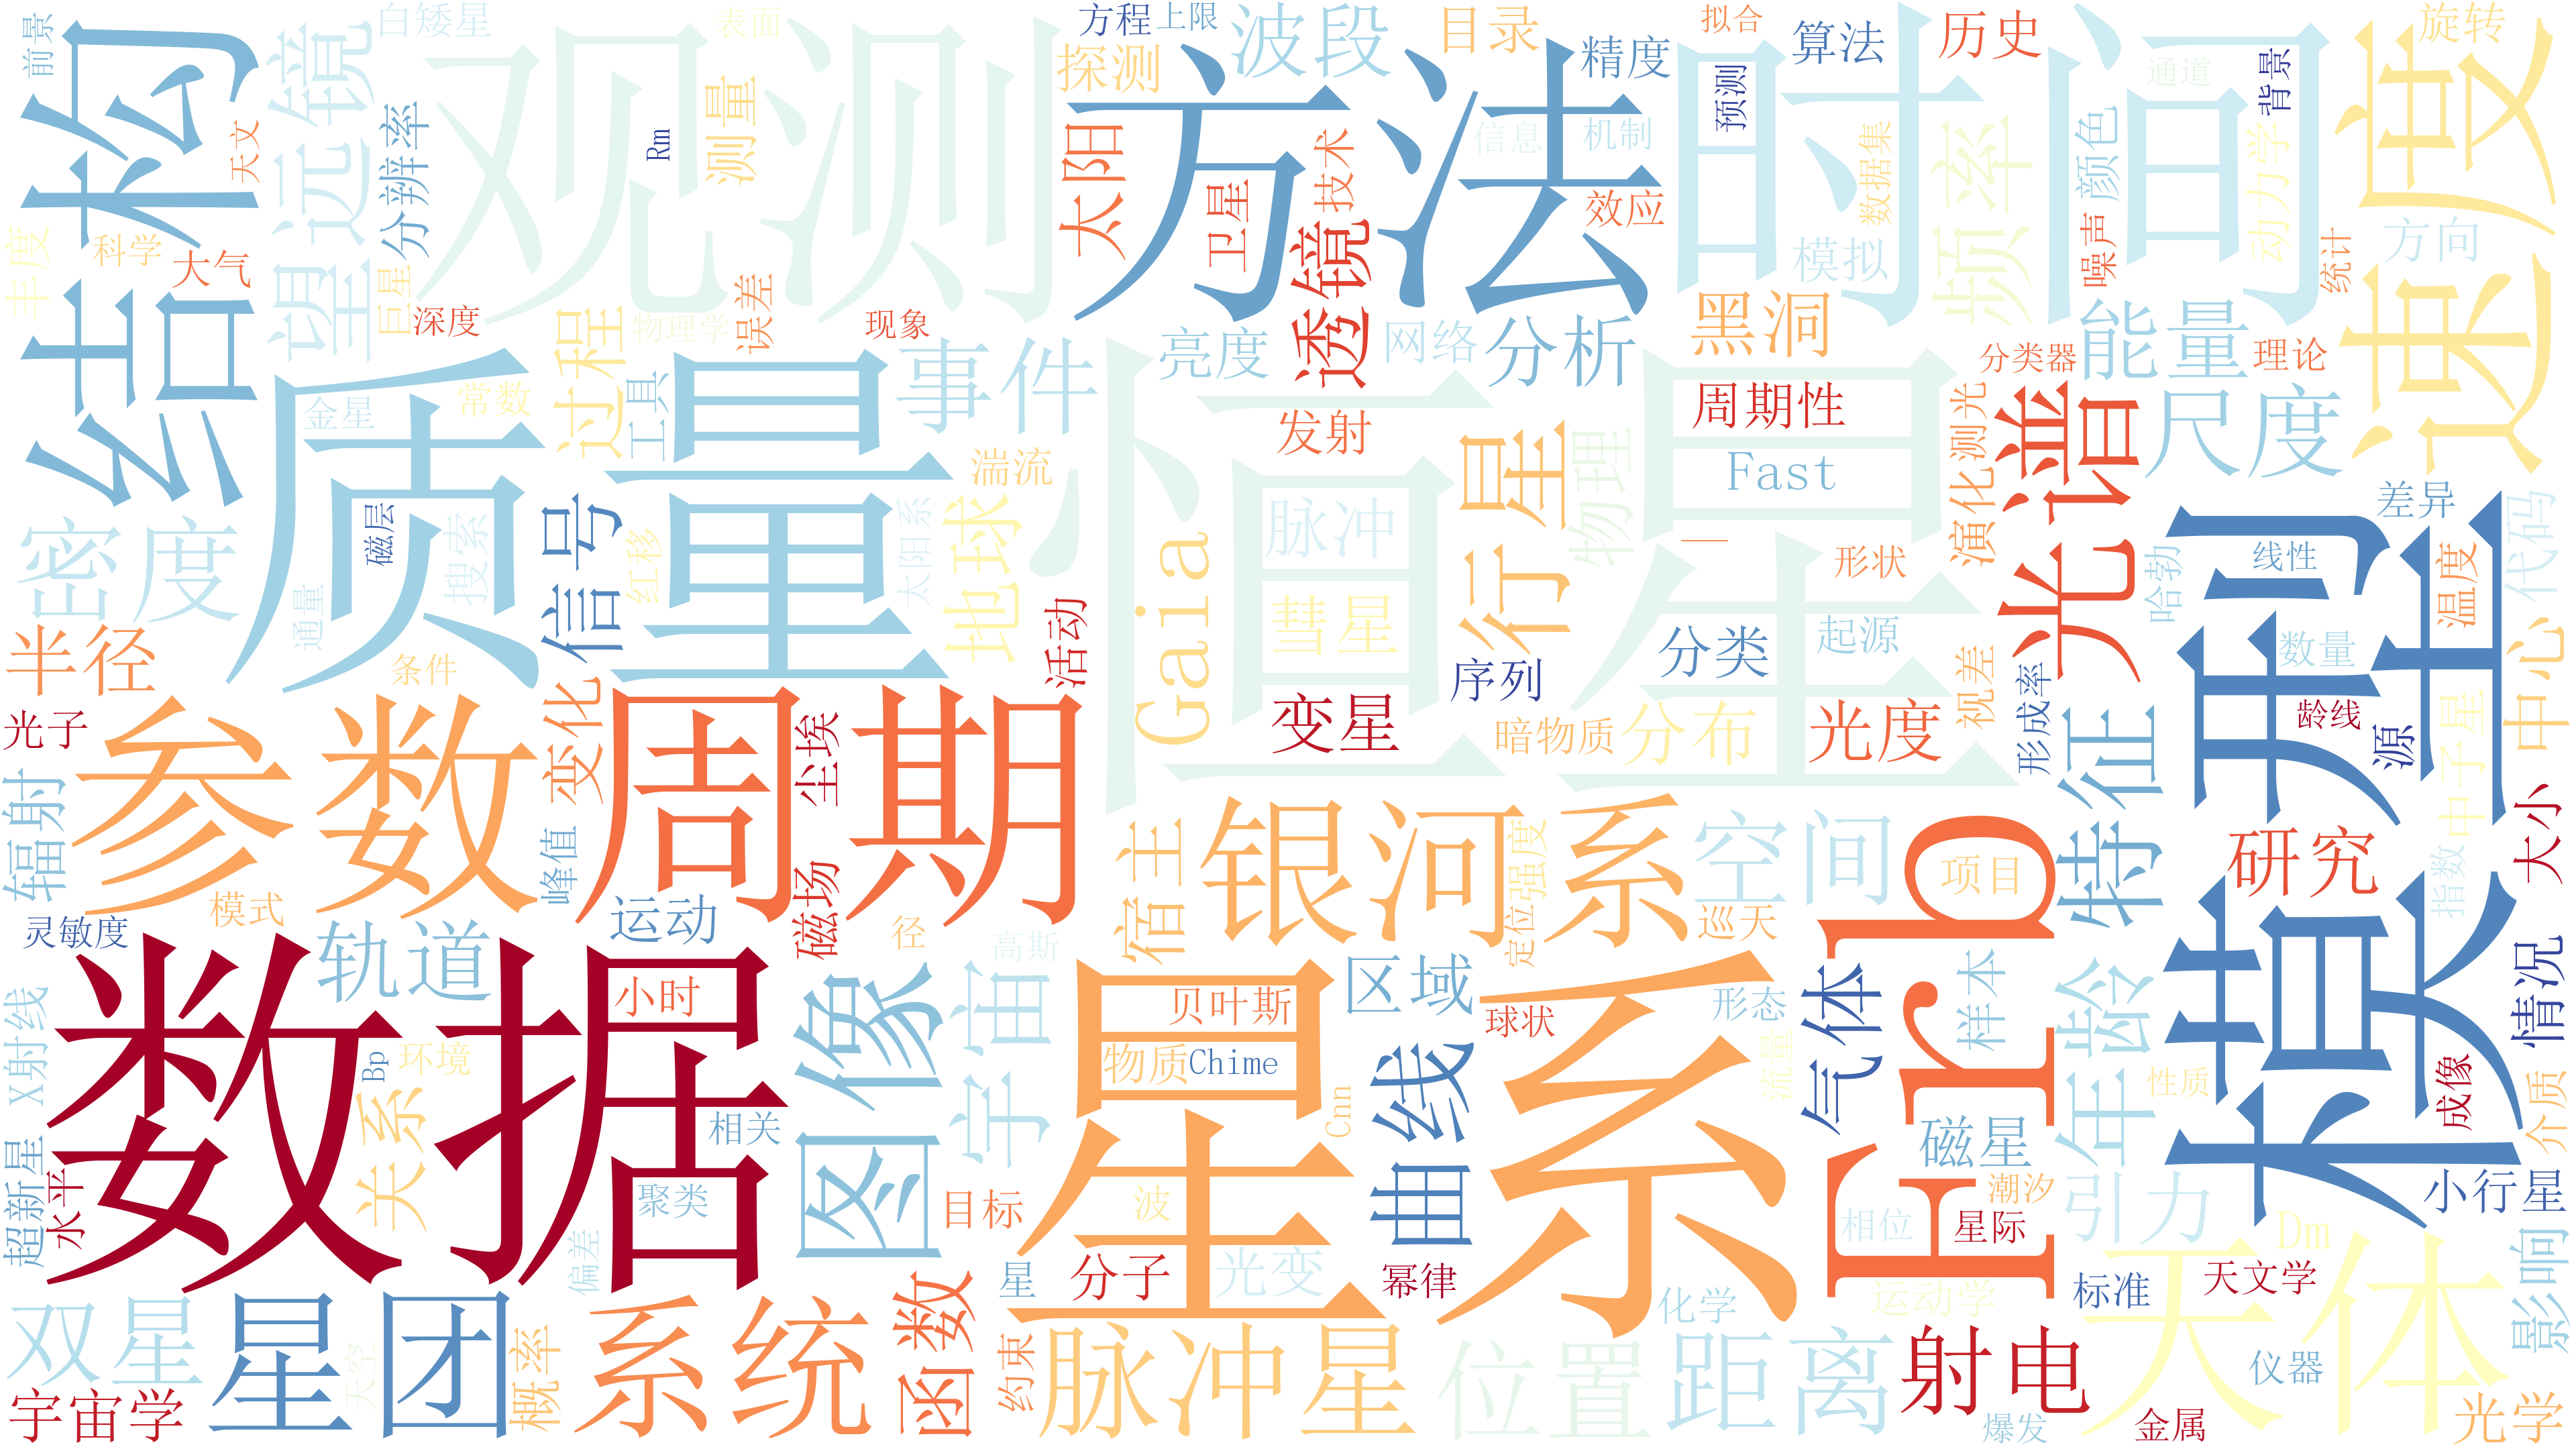 结构
前景
白矮星
表面
方程
上限
波段
目录
拟合
算法
历史
旋转
望远镜
观测
探测
方法
精度
时间
预测
背景
通道
速度
分辨率
天文
Rm
测量
太阳
信息
机制
数据集
频率
颜色
动力学
技术
效应
卫星
丰度
科学
大气
巨星
深度
过程
物理学
误差
现象
透镜
模拟
噪声
统计
方向
质量
事件
亮度
网络
分析
黑洞
分类器
能量
理论
金星
常数
工具
恒星
发射
周期性
测光
光谱
尺度
湍流
行星
物理
Fast
演化
密度
磁层
搜索
信号
红移
太阳系
地球
Gaia
脉冲
一
形状
哈勃
线性
差异
模型
代码
温度
通量
半径
条件
活动
彗星
序列
分类
起源
视差
形成率
数量
光子
参数
变化
周期
尘埃
变星
暗物质
分布
光度
特征
龄线
源
中子星
中心
辐射
峰值
宿主
银河系
强度
空间
Frb
项目
研究
大小
指数
灵敏度
模式
轨道
运动
磁场
径
高斯
定位
巡天
数据
小时
图像
宇宙
星系
贝叶斯
区域
球状
形态
气体
样本
年龄
情况
X射线
Bp
环境
关系
物质
Chime
Cnn
曲线
流量
磁星
性质
成像
介质
超新星
水平
相关
聚类
目标
波
潮汐
引力
小行星
相位
星际
Dm
偏差
星
分子
光变
幂律
化学
运动学
标准
天文学
天体
影响
双星
星团
天空
概率
系统
函数
约束
脉冲星
位置
距离
射电
仪器
宇宙学
爆发
金属
光学